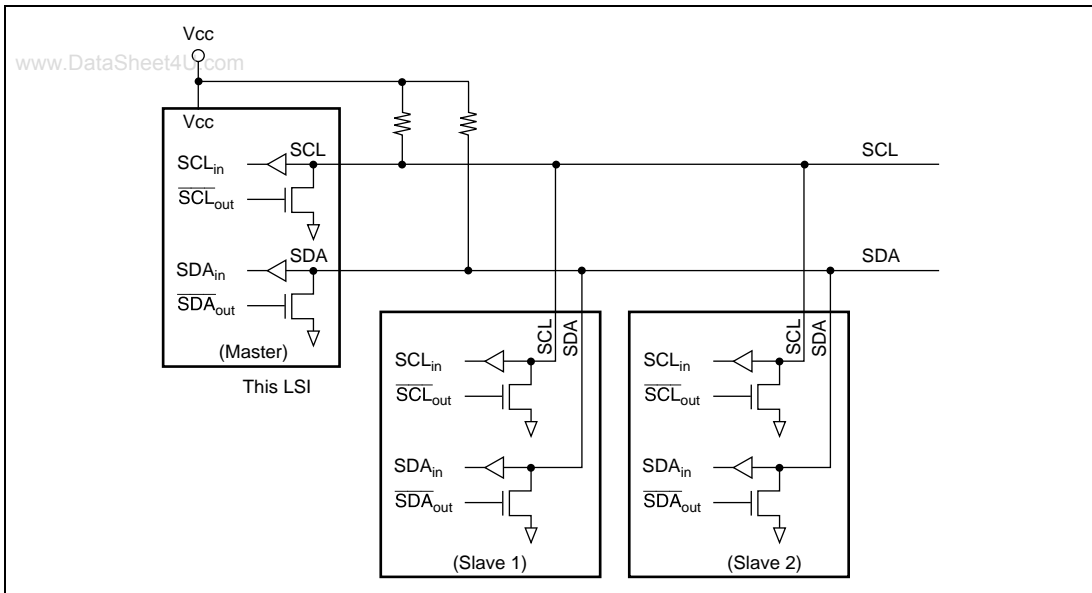 Vcc
www.DataSheet4U.com
Vcc
SCL
SCLin
SCLout
SDA
SDAin
SDAout
(Master)
This LSI
SCL
SDA
SCL
SDA
SCLin
SCLout
SDAin
SDAout
(Slave 1)
SCL
SDA
SCLin
SCLout
SDAin
SDAout
(Slave 2)